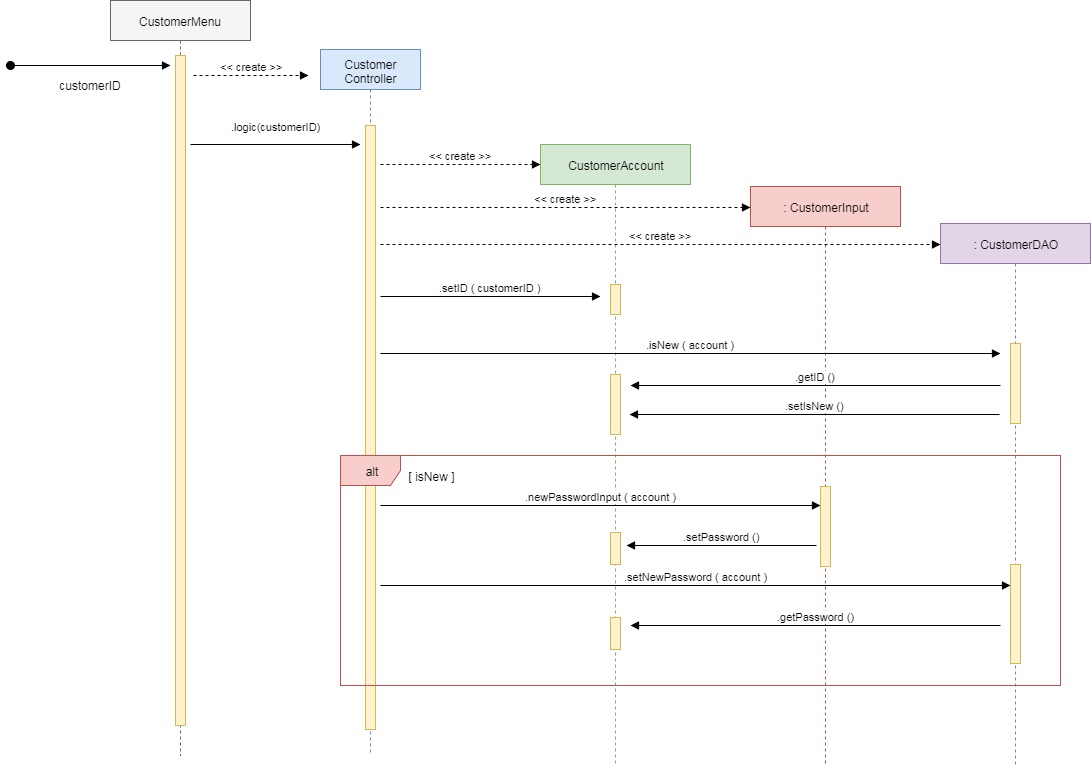 CustomerMenu
customerID
<< create >>
Customer
Controller
.logic(customerID)
<< create >>
CustomerAccount
<< create >>
: CustomerInput
<< create >>
: CustomerDAO
.setID ( customerID )
.isNew ( account )
.getID ()
.setIsNew ()
alt
[ isNew ]
.newPasswordInput ( account )
.setPassword ()
.setNewPassword ( account )
.getPassword ()